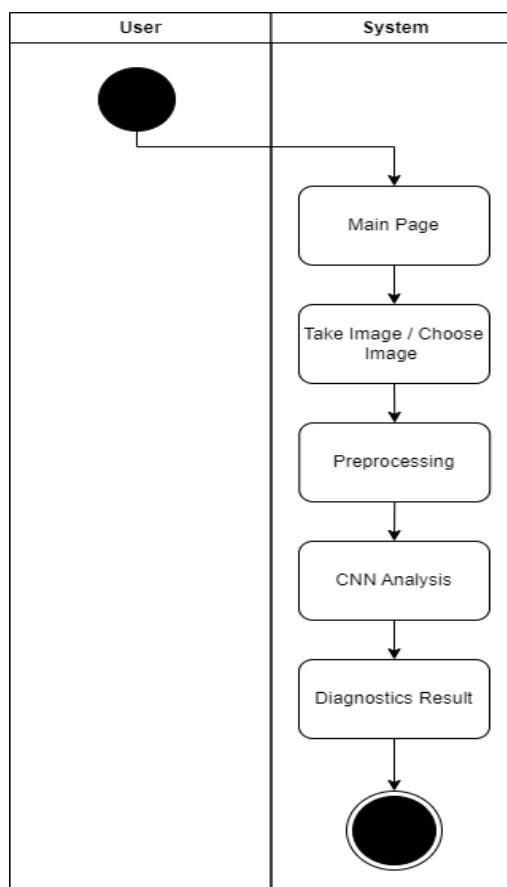 User
System
Main Page
Take Image / Choose
Image
Preprocessing
CNN Analysis
Diagnostics Result